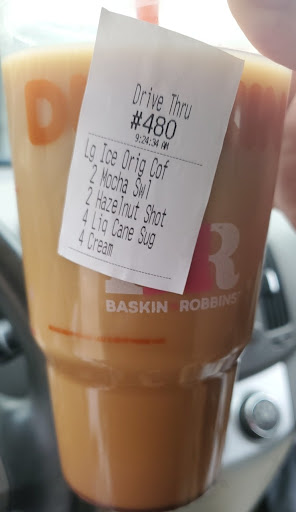 Drive Thru
#480
9:24:34 AM
Lg Ice Orig Cof
2 Mocha Swl
2 Hazelnut Shot
4 Liq Cane Sug
4 Cream
D
R
BASKIN ROBBINS